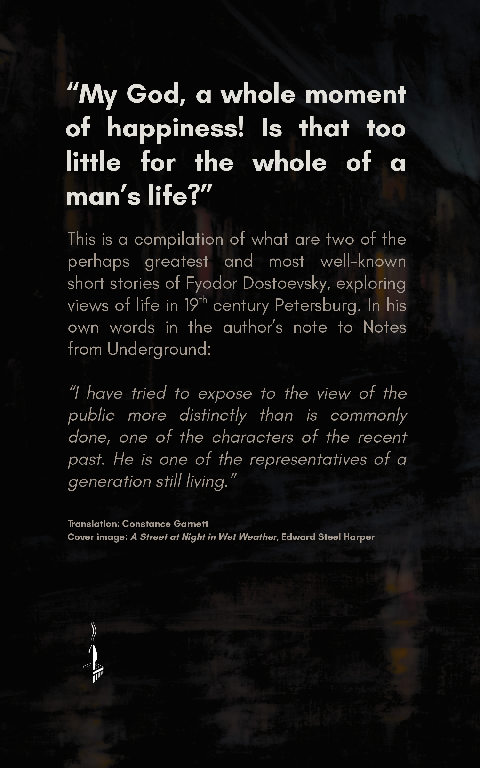 “My God, a whole moment
of happiness! Is that too
little for the whole of a
man’s life?”
This is a compilation of what are two of the
perhaps greatest and most well-known
short stories of Fyodor Dostoevsky, exploring
views of life in 19th century Petersburg. In his
own words in the author’s note to Notes
from Underground:
“I have tried to expose to the view of the
public more distinctly than is commonly
done, one of the characters of the recent
past. He is one of the representatives of a
generation still living.”
Translation: Constance Garnett
Cover image: A Street at Night in Wet Weather, Edward Steel Harper